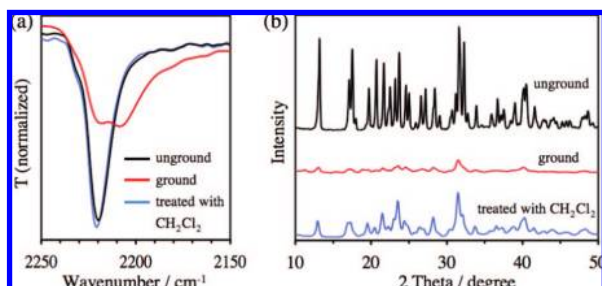 (a)
T (normalized)
unground
ground
treated with
CH2Cl2
2250
2200
2150
Wavenumber / cm-1
(b)
Intensity
unground
ground
treated with CH2Cl2
10
20
30
40
50
2 Theta / degree